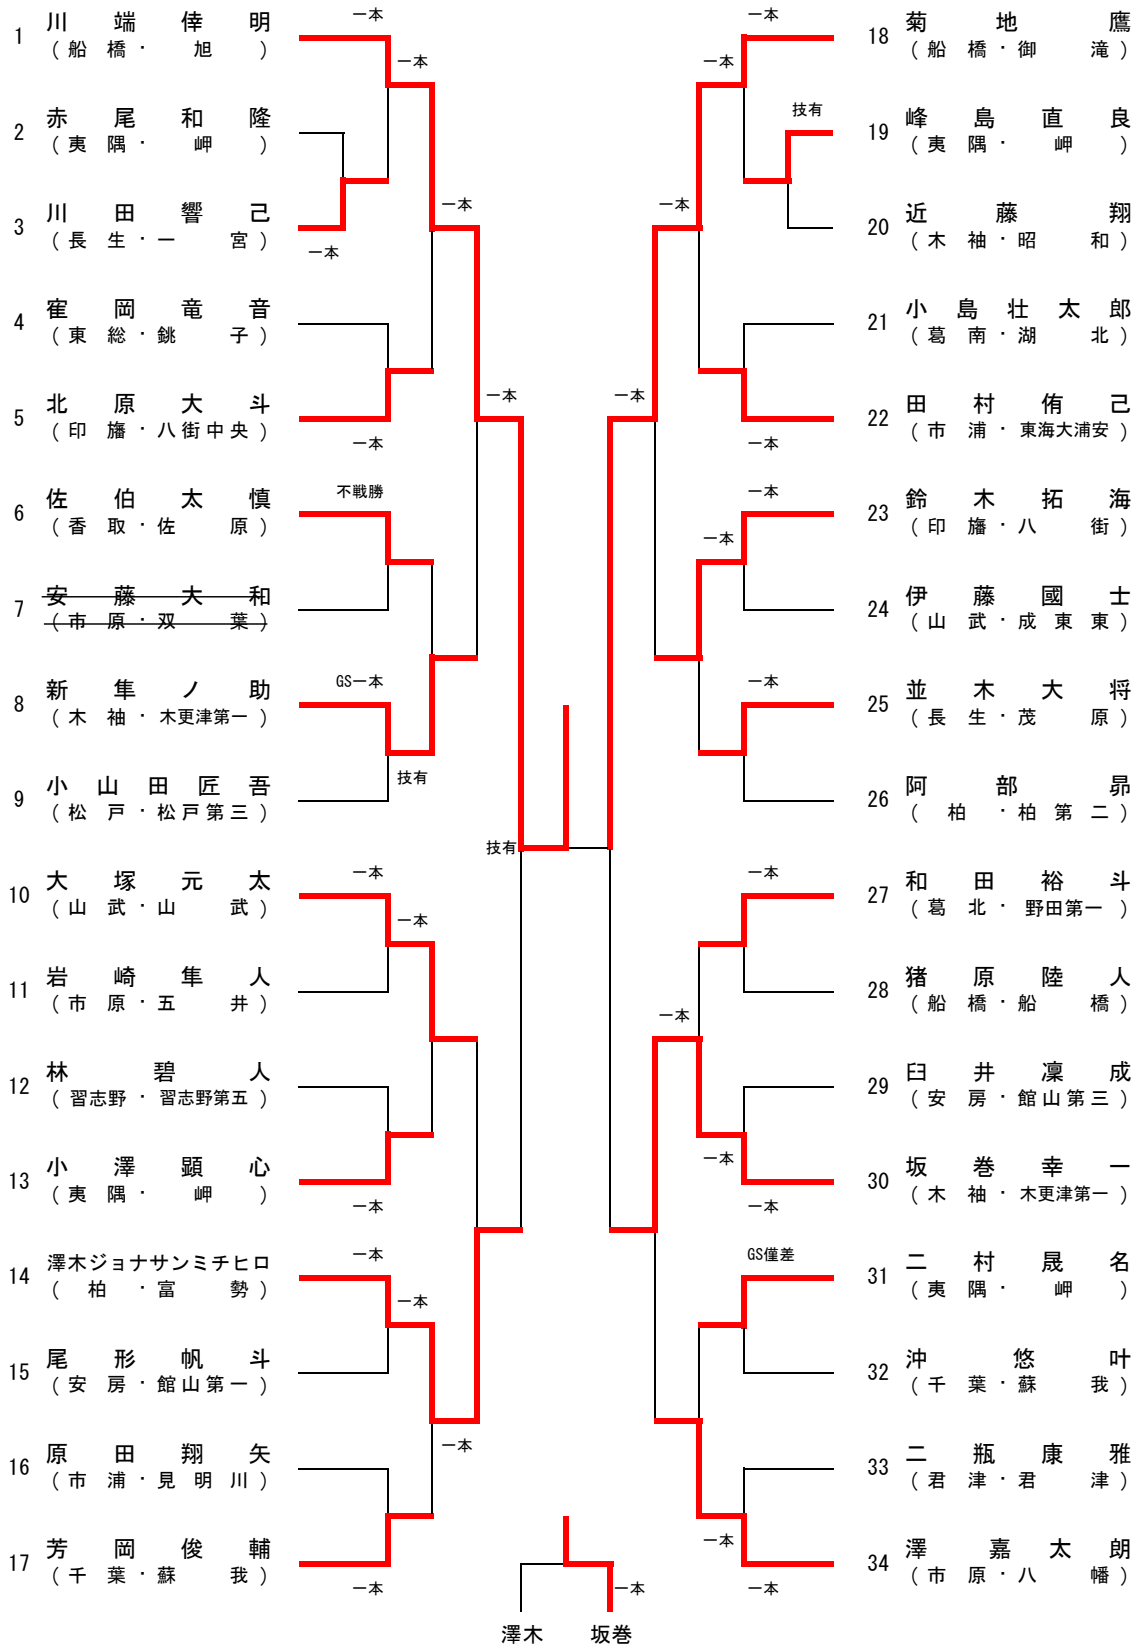 1 川端倖明
(船橋・旭)
一本
一本
2 赤尾和隆
(夷隅・岬)
3 川田響己
(長生・一宮)
一本
一本
4 寉岡竜音
(東総・銚子)
5 北原大斗
(印旛・八街中央)
一本
一本
6 佐伯太慎
(香取・佐原)
不戦勝
7 安藤大和
(市原・双葉)
8 新隼ノ助
(木袖・木更津第一)
GS一本
技有
9 小山田匠吾
(松戸・松戸第三)
技有
10 大塚元太
(山武・山武)
一本
一本
11 岩崎隼人
(市原・五井)
12 林碧人
(習志野・習志野第五)
13 小澤顕心
(夷隅・岬)
一本
14 澤木ジョナサンミチヒロ
(柏・富勢)
一本
一本
15 尾形帆斗
(安房・館山第一)
一本
16 原田翔矢
(市浦・見明川)
17 芳岡俊輔
(千葉・蘇我)
一本
18 菊地鷹
(船橋・御滝)
一本
一本
19 峰島直良
(夷隅・岬)
技有
20 近藤翔
(木袖・昭和)
一本
21 小島壮太郎
(葛南・湖北)
22 田村侑己
(市浦・東海大浦安)
一本
一本
23 鈴木拓海
(印旛・八街)
一本
一本
24 伊藤國士
(山武・成東東)
25 並木大将
(長生・茂原)
一本
26 阿部昴
(柏・柏第二)
27 和田裕斗
(葛北・野田第一)
一本
28 猪原陸人
(船橋・船橋)
一本
29 臼井凜成
(安房・館山第三)
30 坂巻幸一
(木袖・木更津第一)
一本
一本
31 二村晟名
(夷隅・岬)
GS僅差
32 沖悠叶
(千葉・蘇我)
33 二瓶康雅
(君津・君津)
34 澤嘉太朗
(市原・八幡)
一本
一本
一本
澤木 坂巻